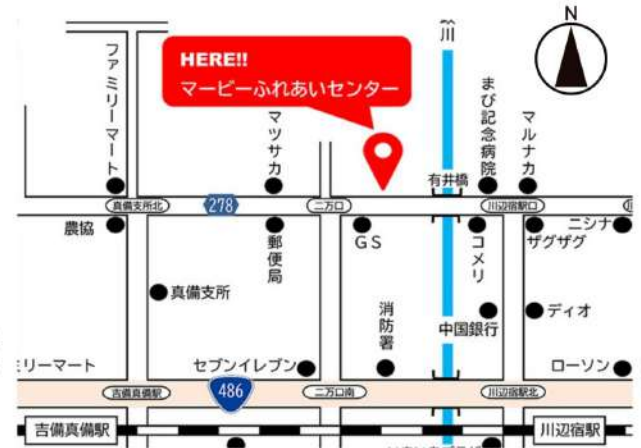 N
川
HERE!!
マービーふれあいセンター
ファミリーマート
マツサカ
まび記念病院
マルナカ
有井橋
真備支所北
278
二万口
川辺宿駅口
農協
郵便局
GS
コメリ
ザグザグ
ニシナ
真備支所
消防署
中国銀行
ディオ
ミリーマート
セブンイレブン
ローソン
吉備真備駅
486
二万口南
川辺宿駅北
吉備真備駅
川辺宿駅